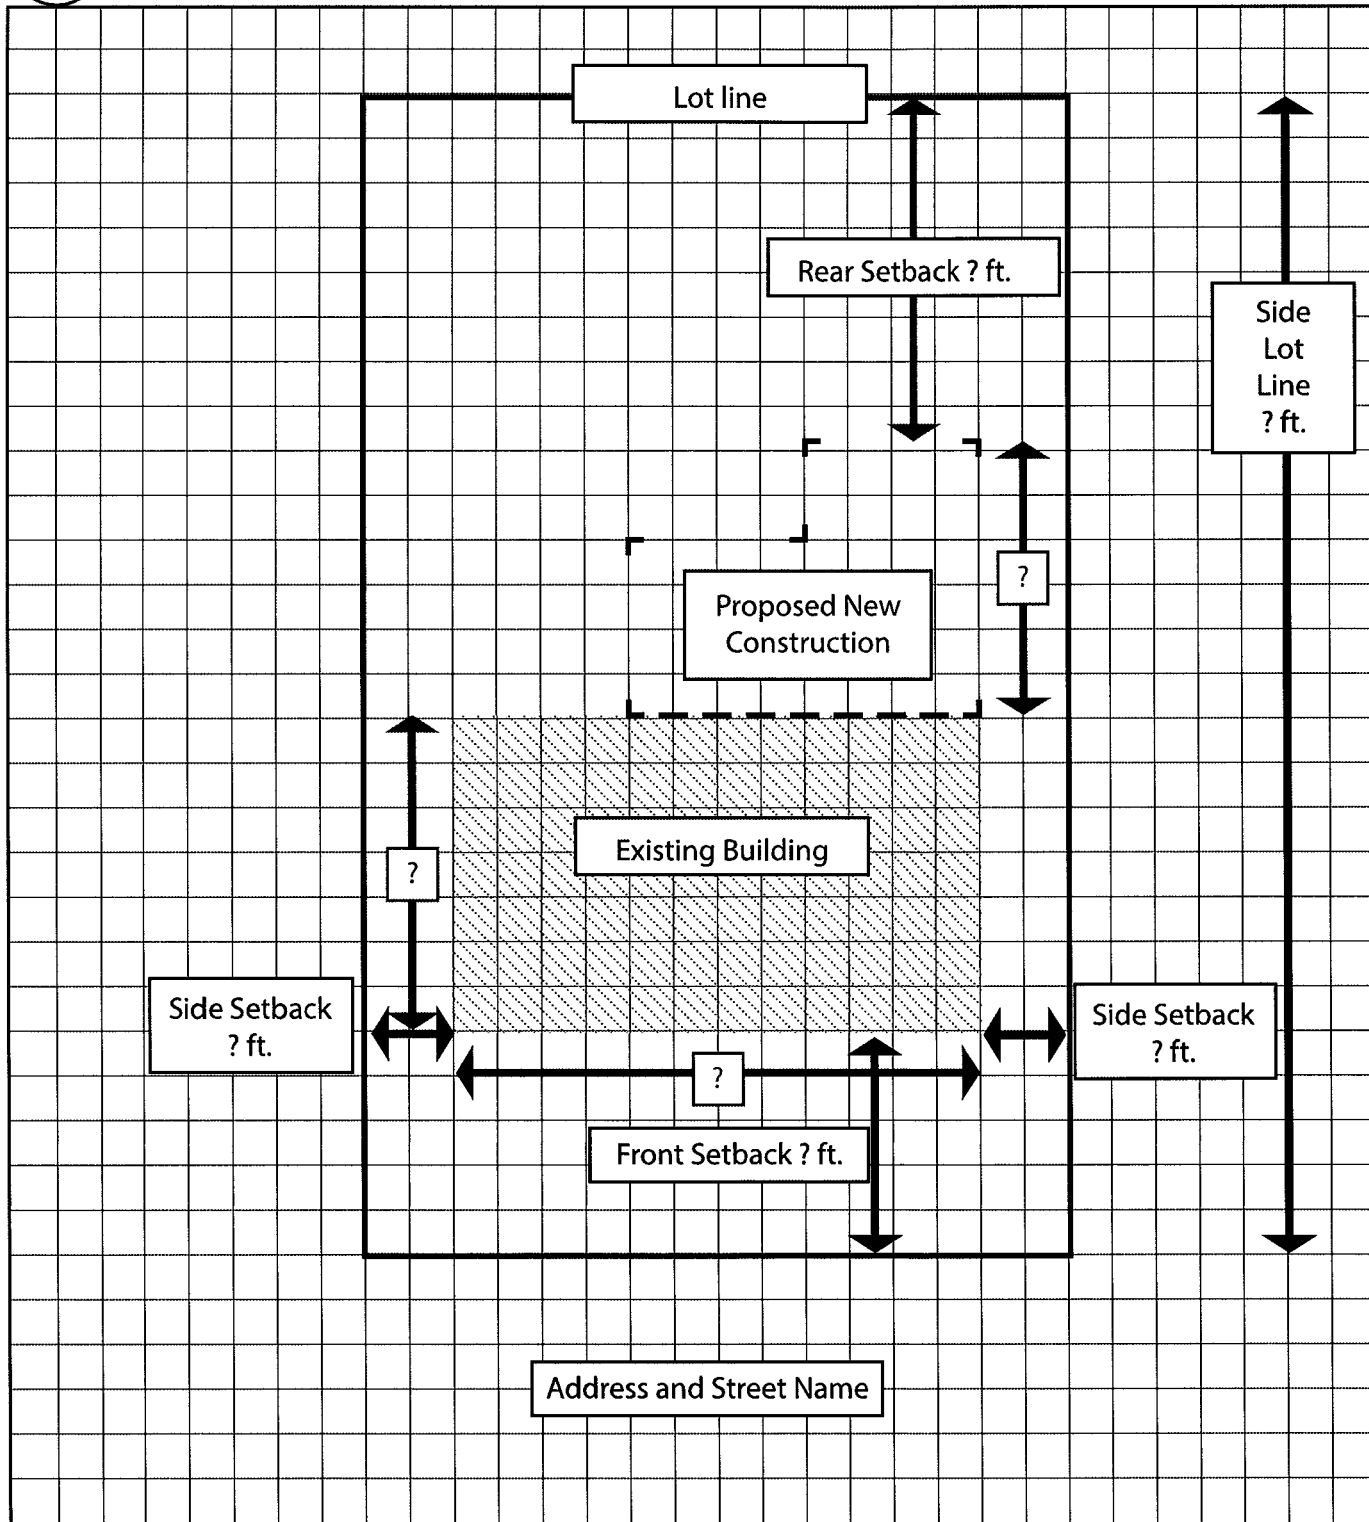 Lot line
Rear Setback ? ft.
Side
Lot
Line
? ft.
?
Proposed New
Construction
Existing Building
?
Side Setback
? ft.
Side Setback
? ft.
?
Front Setback ? ft.
Address and Street Name